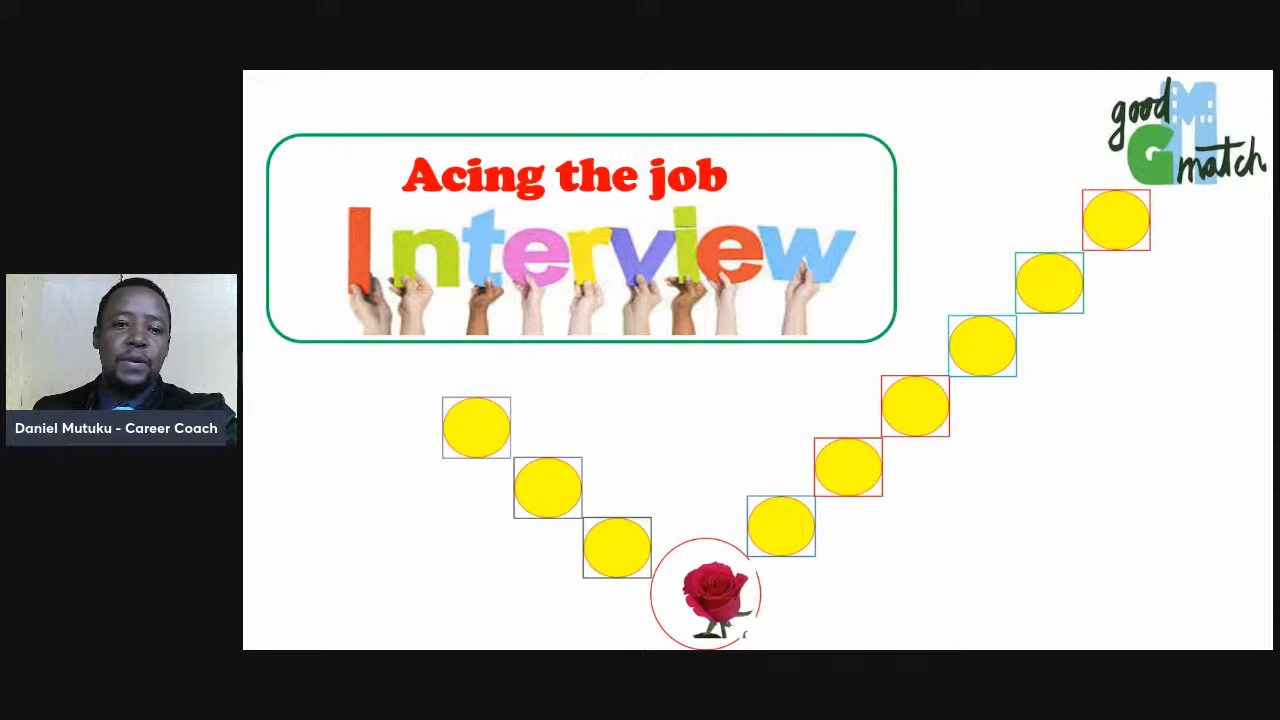 good
M
G
match
Acing the job
Interview
Daniel Mutuku - Career Coach